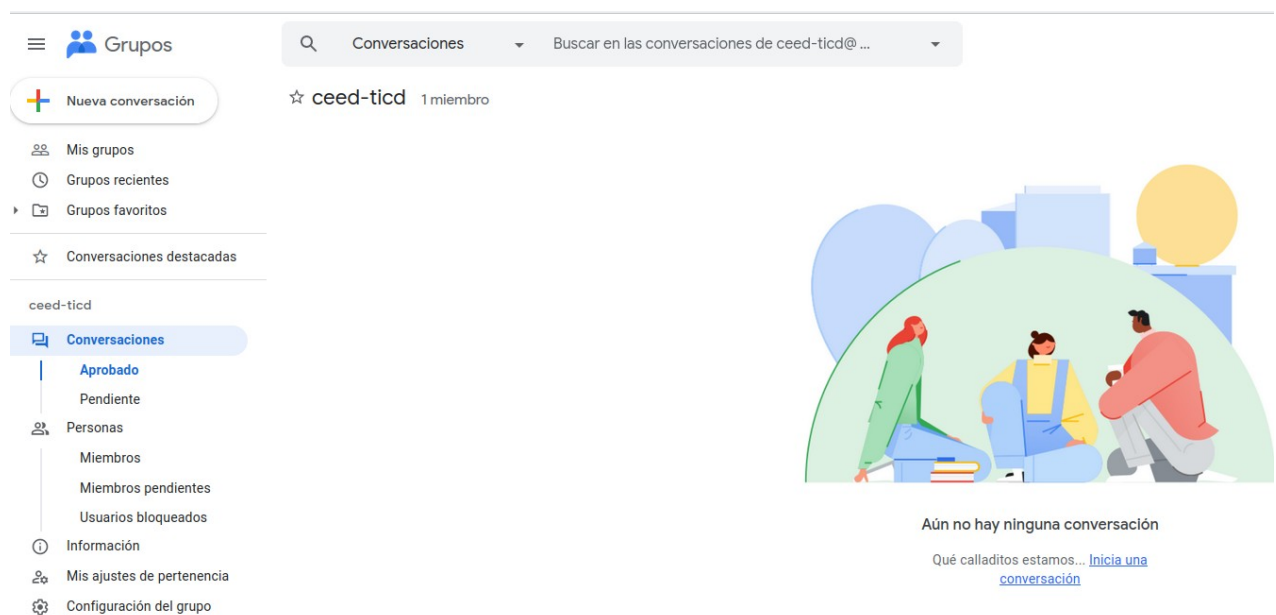 Grupos
Conversaciones
Buscar en las conversaciones de ceed-ticd@ ...
Nueva conversación
ceed-ticd 1 miembro
Mis grupos
Grupos recientes
Grupos favoritos
Conversaciones destacadas
ceed-ticd
Conversaciones
Aprobado
Pendiente
Personas
Miembros
Miembros pendientes
Usuarios bloqueados
Información
Mis ajustes de pertenencia
Configuración del grupo
Aún no hay ninguna conversación
Qué calladitos estamos... Inicia una
conversación